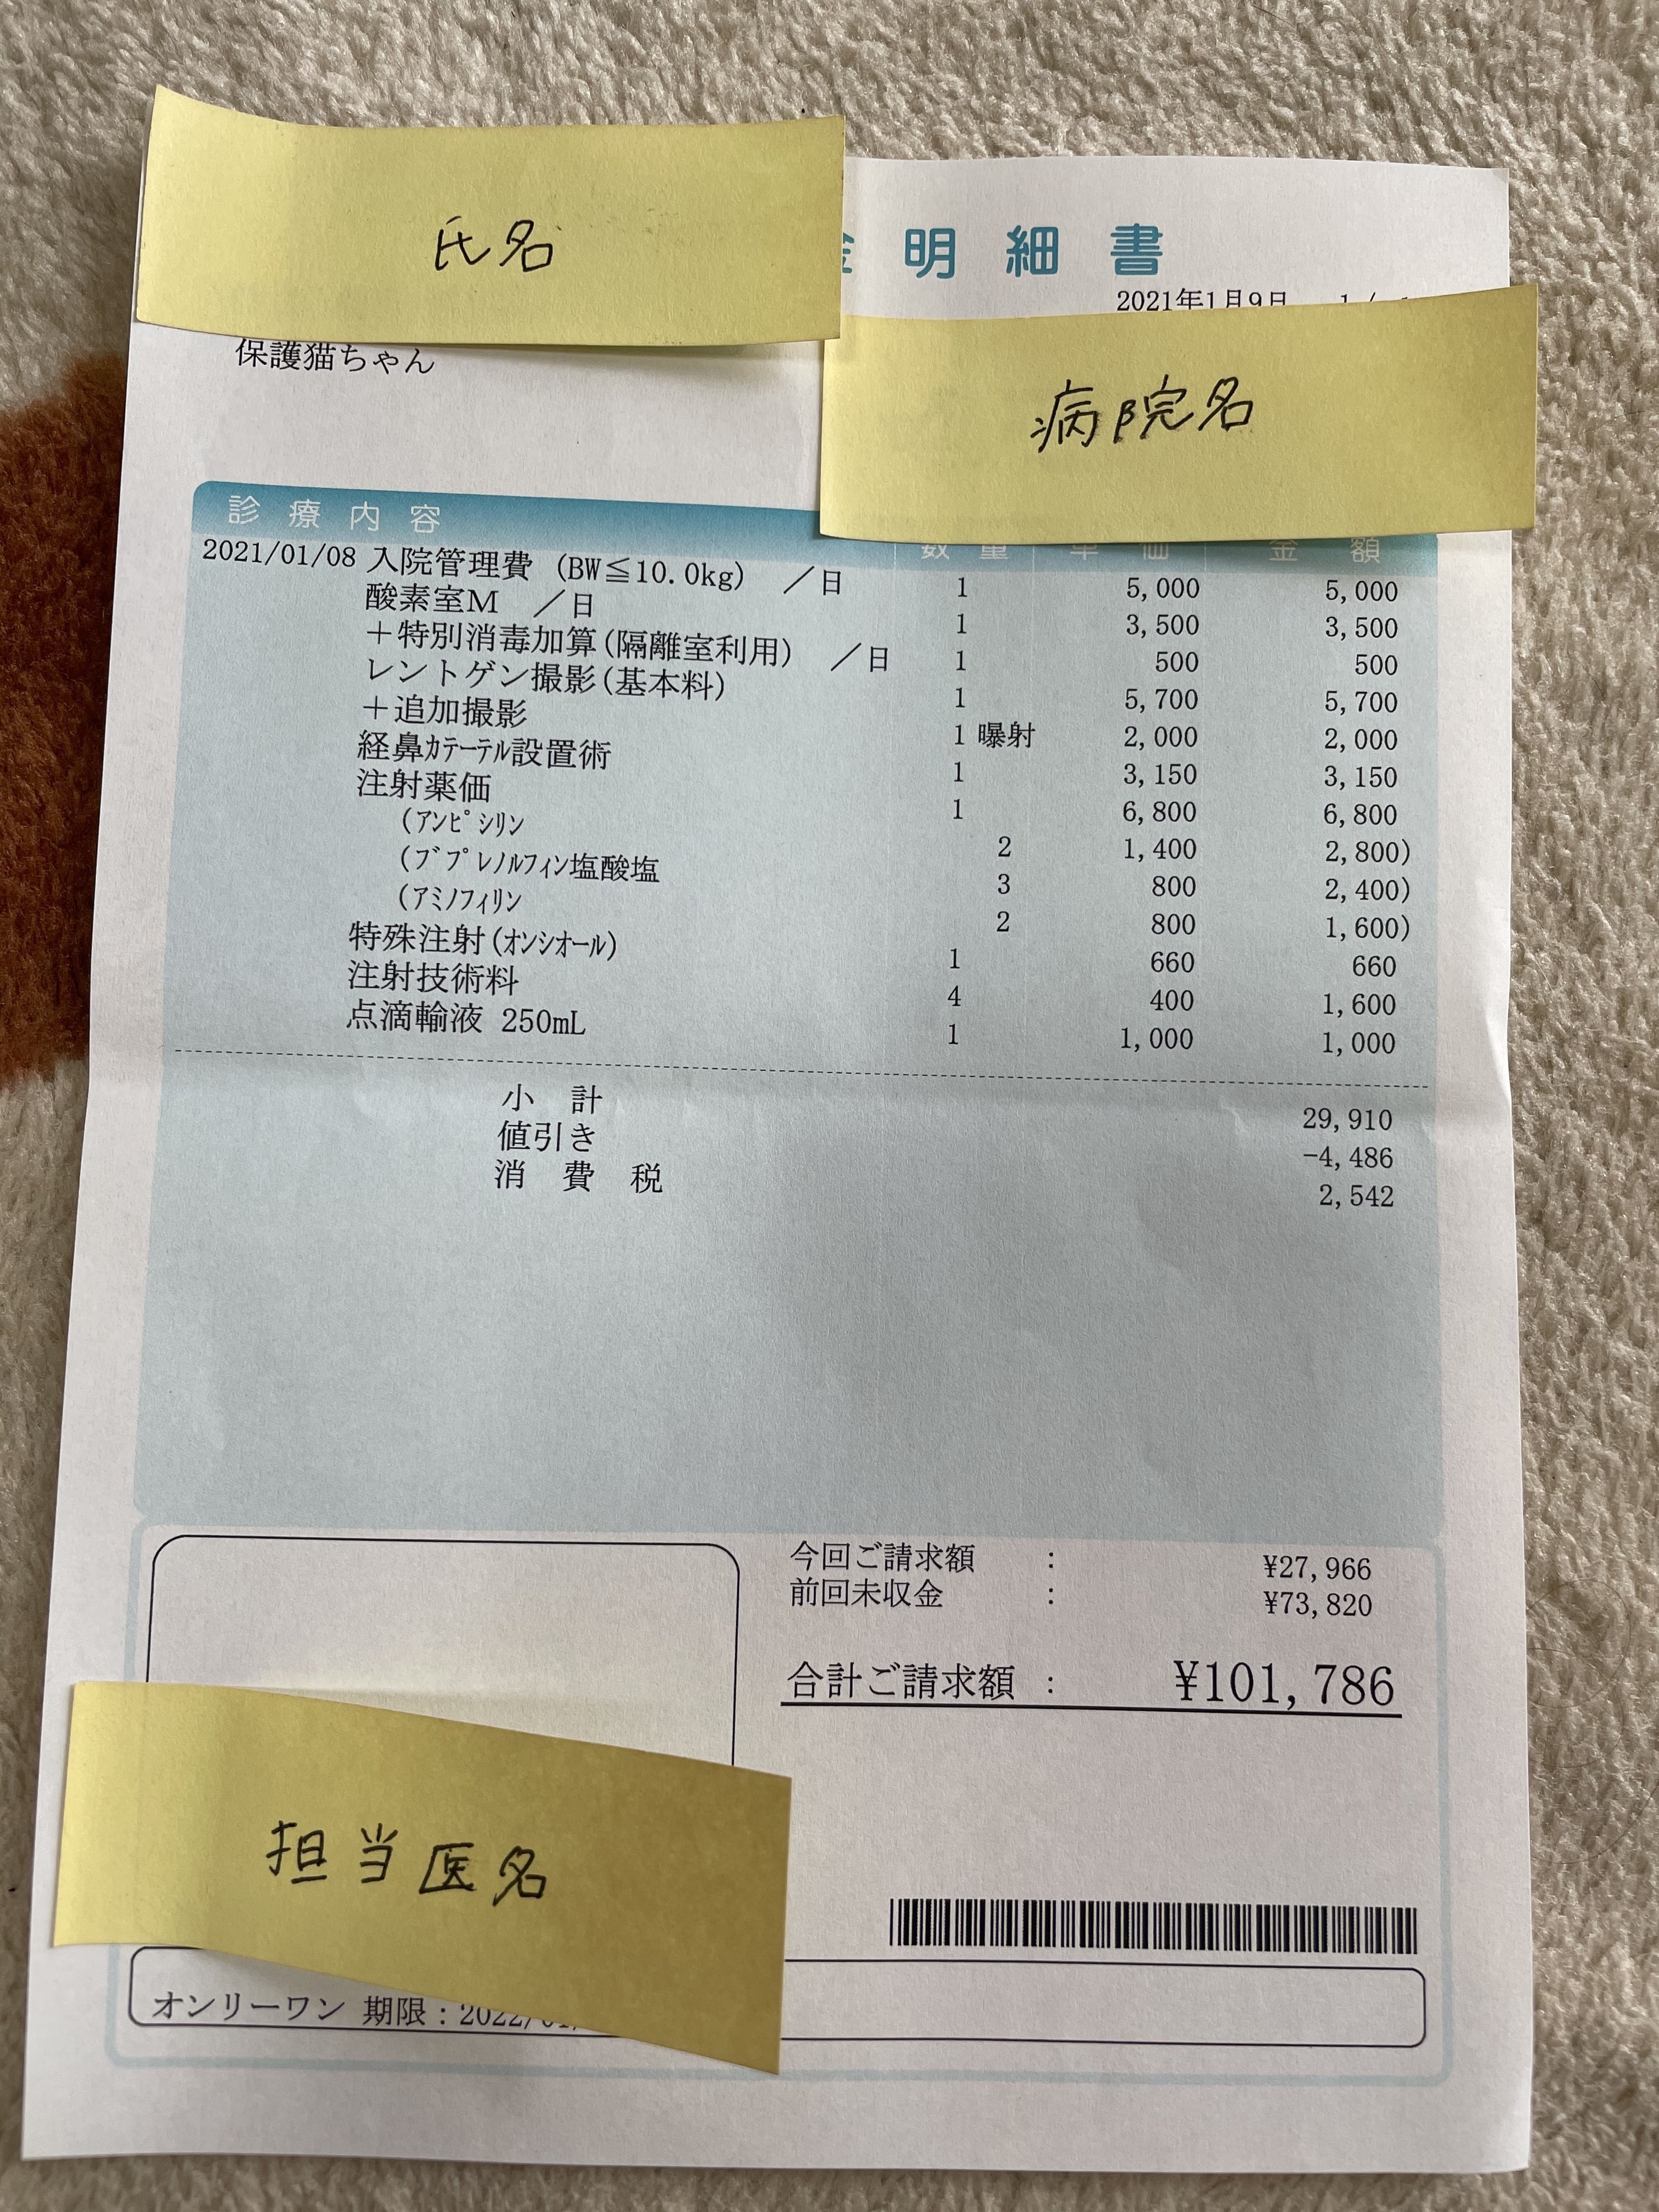 氏名
明細書
2021年1月9日
保護猫ちゃん
病院名
診療内容 数量 単価 金額
2021/01/08 入院管理費 (BW≦10.0kg) ／日 1 5,000 5,000
酸素室M ／日 1 3,500 3,500
＋特別消毒加算(隔離室利用) ／日 1 500 500
レントゲン撮影(基本料) 1 5,700 5,700
＋追加撮影 1 曝射 2,000 2,000
経鼻ｶﾃｰﾃﾙ設置術 1 3,150 3,150
注射薬価 1 6,800 6,800
(ｱﾝﾋﾟｼﾘﾝ 2 1,400 2,800)
(ﾌﾞﾌﾟﾚﾉﾙﾌｨﾝ塩酸塩 3 800 2,400)
(ｱﾐﾉﾌｨﾘﾝ 2 800 1,600)
特殊注射(ｵﾝｼｵｰﾙ) 1 660 660
注射技術料 4 400 1,600
点滴輸液 250mL 1 1,000 1,000
小計 29,910
値引き -4,486
消費税 2,542
今回ご請求額 : ¥27,966
前回未収金 : ¥73,820
合計ご請求額 : ¥101,786
担当医名
オンリーワン 期限：2022/01/